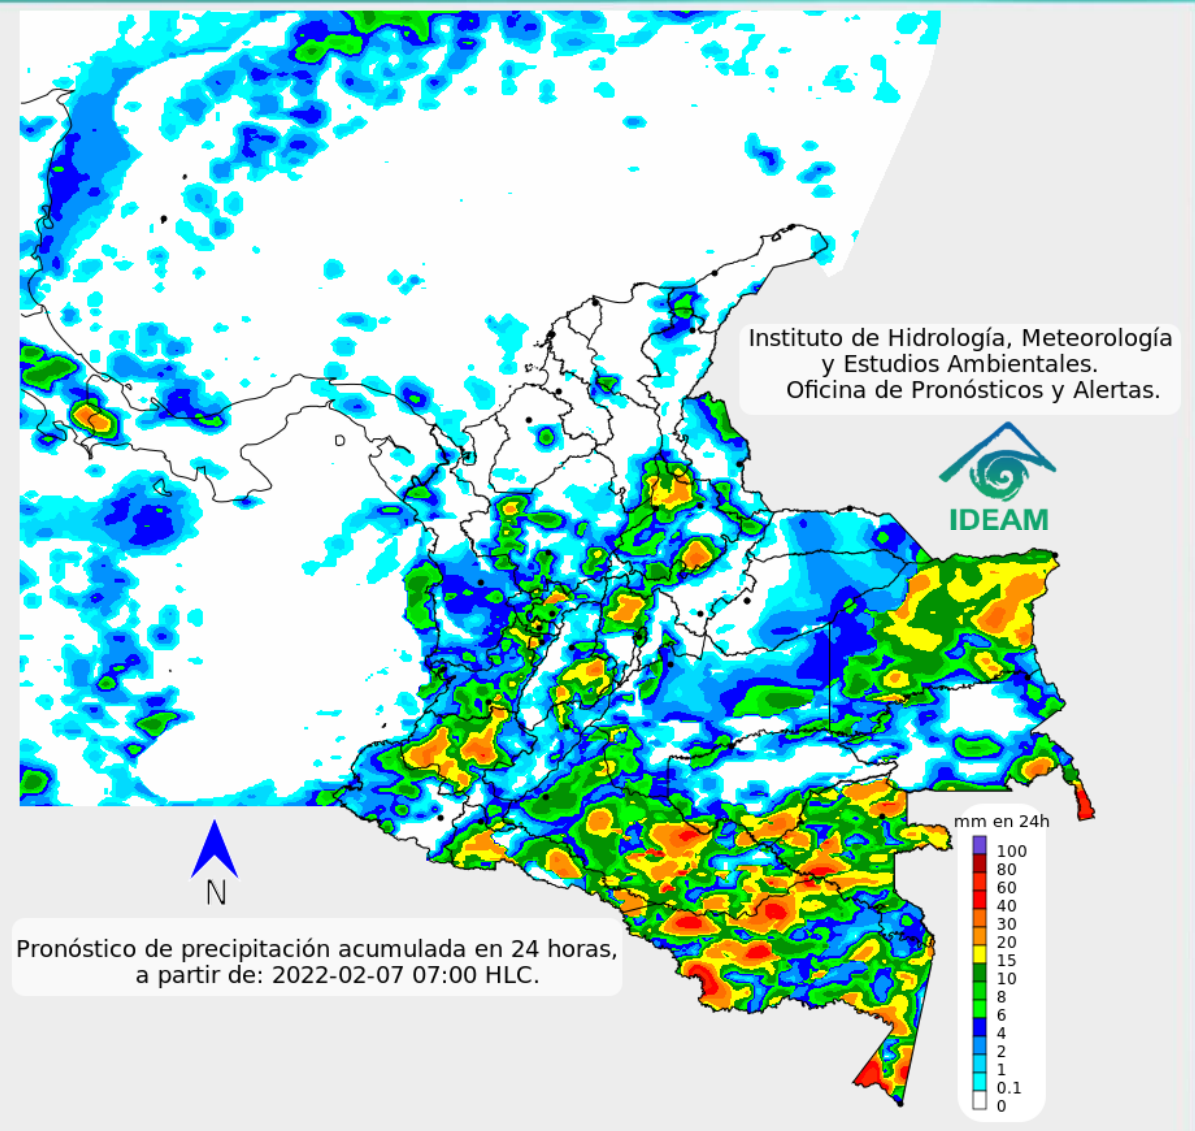 Instituto de Hidrología, Meteorología
y Estudios Ambientales.
Oficina de Pronósticos y Alertas.
IDEAM
mm en 24h
100
80
60
40
30
20
15
10
8
6
4
2
1
0.1
0
N
Pronóstico de precipitación acumulada en 24 horas,
a partir de: 2022-02-07 07:00 HLC.